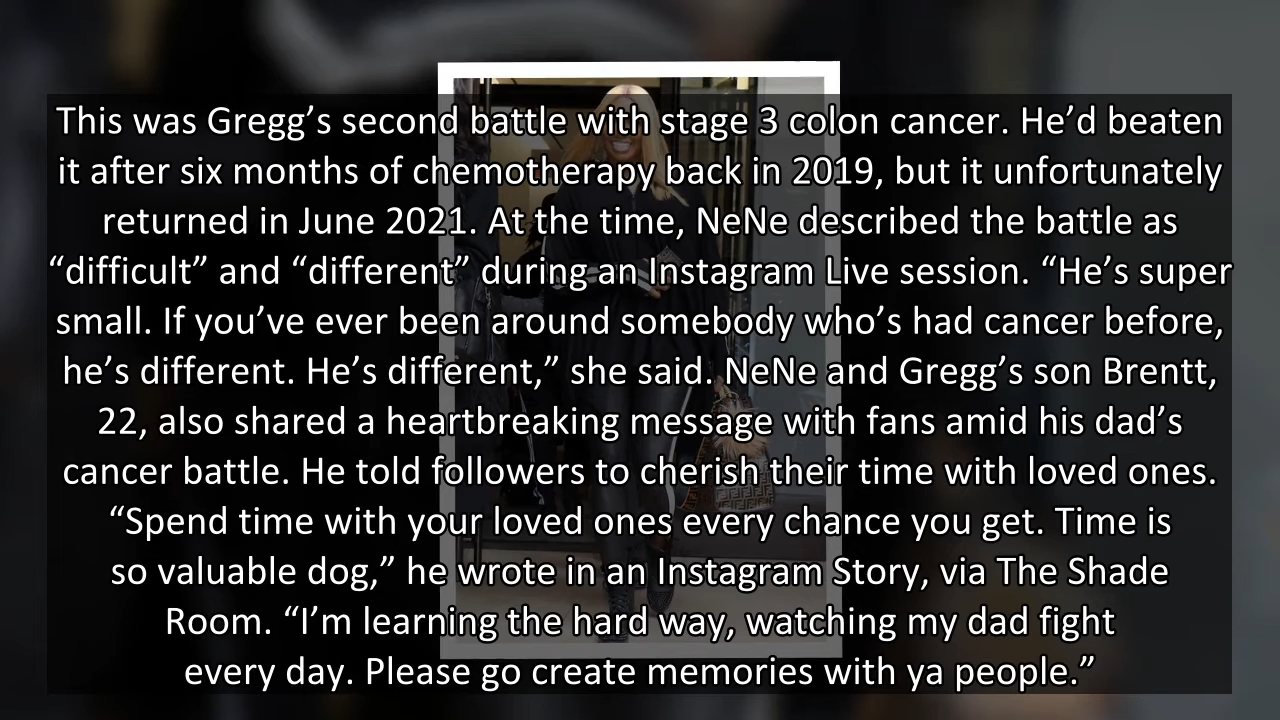 This was Gregg’s second battle with stage 3 colon cancer. He’d beaten
it after six months of chemotherapy back in 2019, but it unfortunately
returned in June 2021. At the time, NeNe described the battle as
“difficult” and “different” during an Instagram Live session. “He’s super
small. If you’ve ever been around somebody who’s had cancer before,
he’s different. He’s different,” she said. NeNe and Gregg’s son Brentt,
22, also shared a heartbreaking message with fans amid his dad’s
cancer battle. He told followers to cherish their time with loved ones.
“Spend time with your loved ones every chance you get. Time is
so valuable dog,” he wrote in an Instagram Story, via The Shade
Room. “I’m learning the hard way, watching my dad fight
every day. Please go create memories with ya people.”